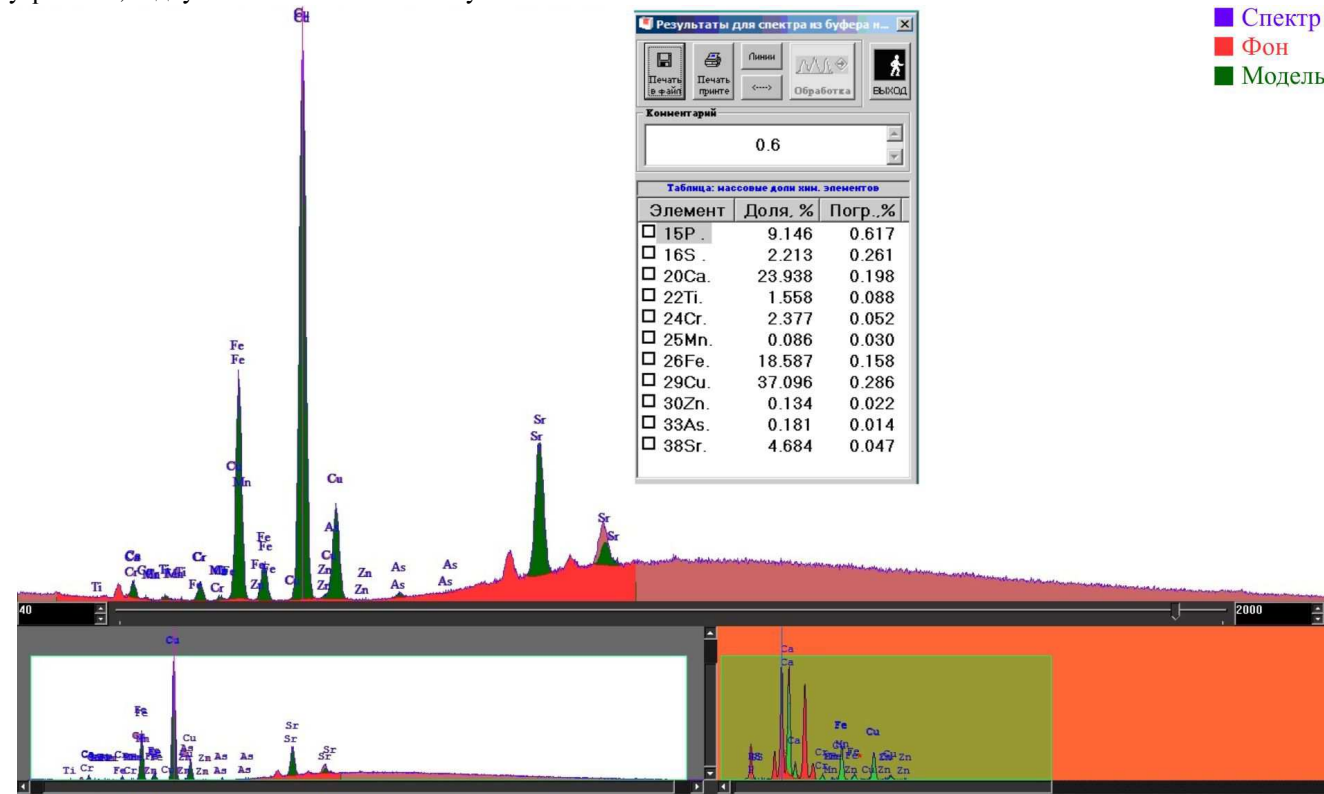 Спектр
Фон
Модель
Результаты для спектра из буфера н...
Печать в файл
Печать принте
Линии
<---->
Обработка
ВЫХОД
Комментарий
0.6
Таблица: массовые доли хим. элементов
Элемент Доля, % Погр.,%
15P . 9.146 0.617
16S . 2.213 0.261
20Ca. 23.938 0.198
22Ti. 1.558 0.088
24Cr. 2.377 0.052
25Mn. 0.086 0.030
26Fe. 18.587 0.158
29Cu. 37.096 0.286
30Zn. 0.134 0.022
33As. 0.181 0.014
38Sr. 4.684 0.047
Fe
Fe
Mn
Cu
Sr
Sr
Sr
Sr
Ca
Cr
Cr
Fe
Fe
Ti
Zn
Zn
As
As
As
As
40
2000
Cu
Cu
Sr
Sr
Sr
Sr
Ti
Cr
Zn
Zn
As
As
As
As
Ca
Ca
Ca
Fe
Cu